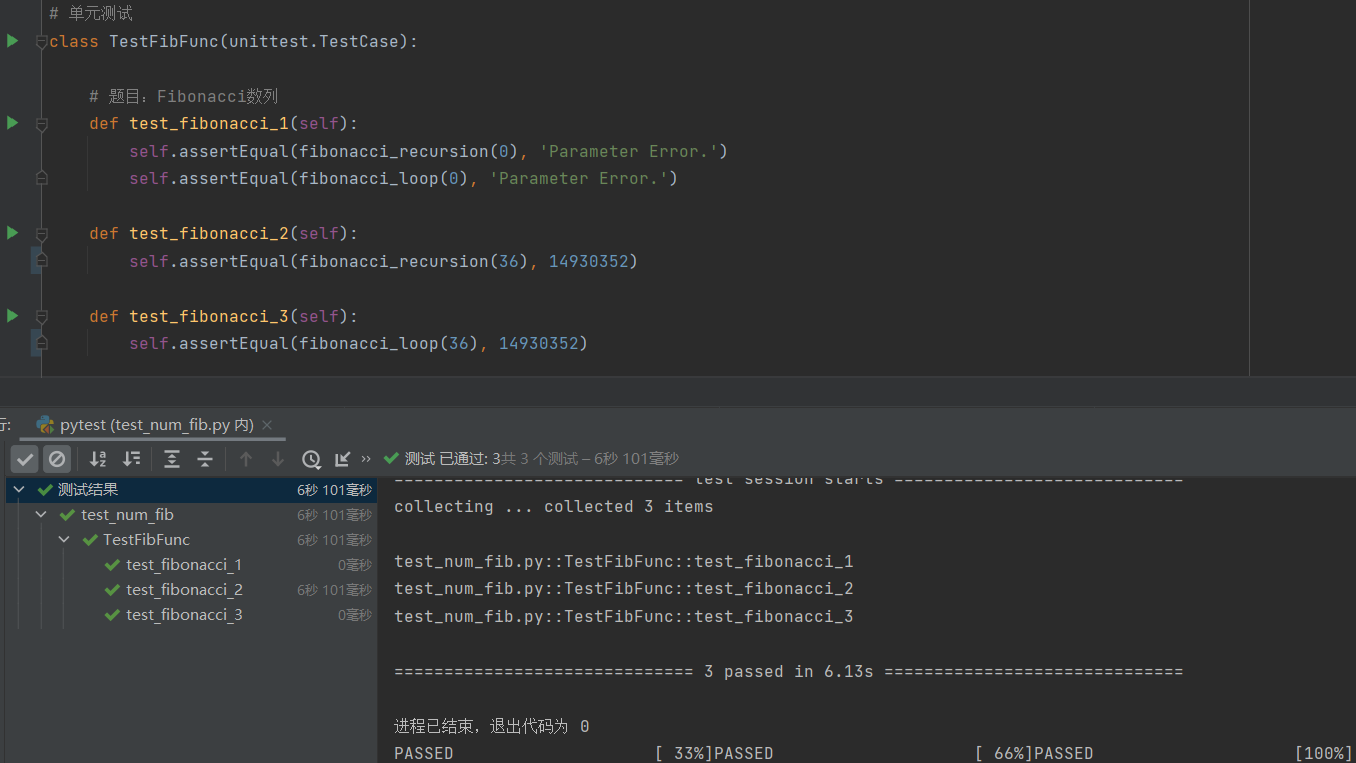 # 单元测试
class TestFibFunc(unittest.TestCase):
# 题目：Fibonacci数列
def test_fibonacci_1(self):
self.assertEqual(fibonacci_recursion(0), 'Parameter Error.')
self.assertEqual(fibonacci_loop(0), 'Parameter Error.')
def test_fibonacci_2(self):
self.assertEqual(fibonacci_recursion(36), 14930352)
def test_fibonacci_3(self):
self.assertEqual(fibonacci_loop(36), 14930352)
行: pytest (test_num_fib.py 内) ×
» 测试 已通过: 3共 3 个测试 – 6秒 101毫秒
测试结果 6秒 101毫秒
test_num_fib 6秒 101毫秒
TestFibFunc 6秒 101毫秒
test_fibonacci_1 0毫秒
test_fibonacci_2 6秒 101毫秒
test_fibonacci_3 0毫秒
============================= test session starts =============================
collecting ... collected 3 items
test_num_fib.py::TestFibFunc::test_fibonacci_1
test_num_fib.py::TestFibFunc::test_fibonacci_2
test_num_fib.py::TestFibFunc::test_fibonacci_3
============================== 3 passed in 6.13s ==============================
进程已结束，退出代码为 0
PASSED [ 33%]PASSED [ 66%]PASSED [100%]